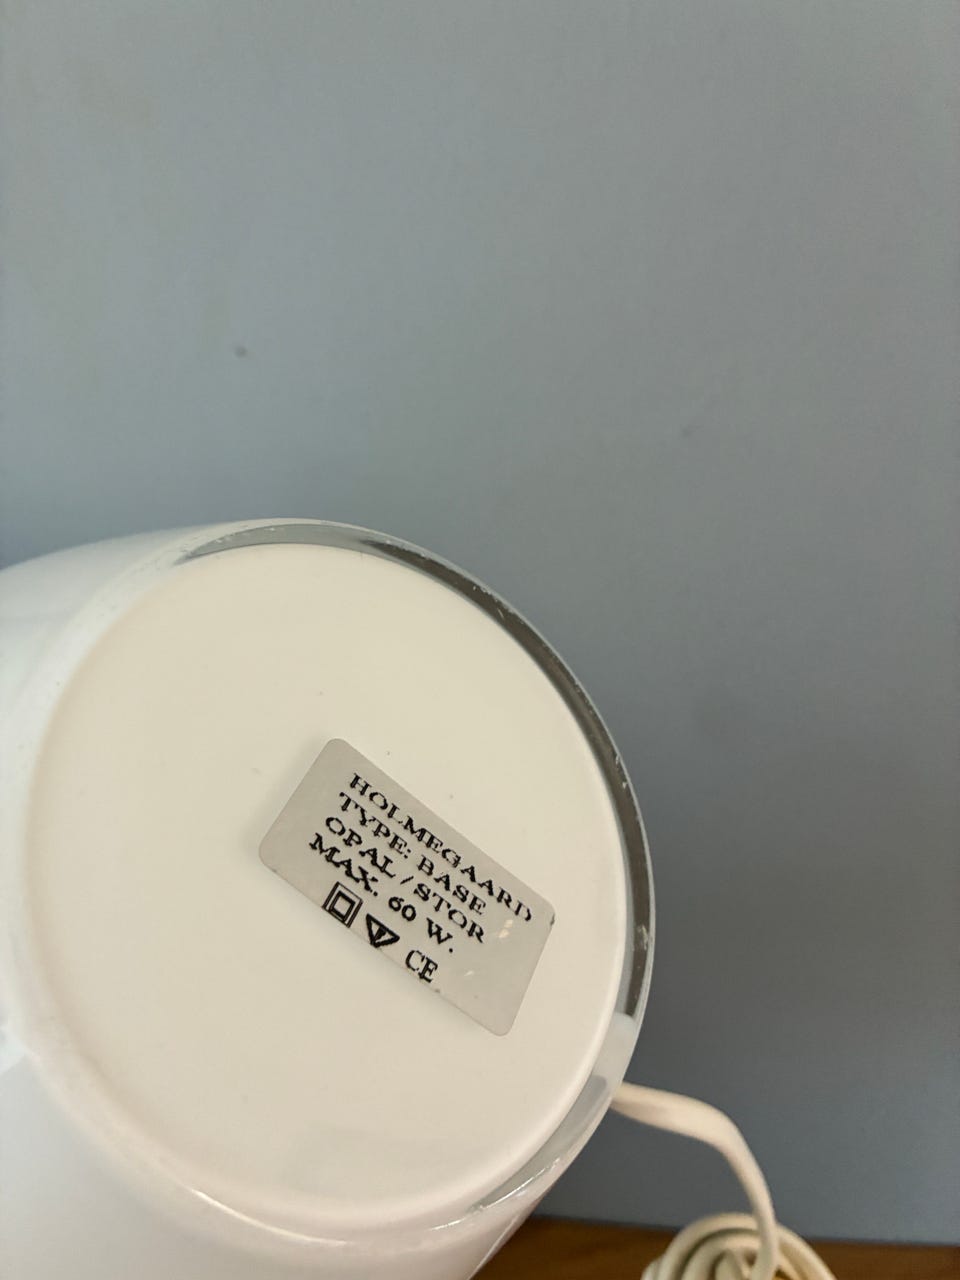 HOLMEGAARD
TYPE: BASE
OPAL / STOR
MAX. 60 W.
CE